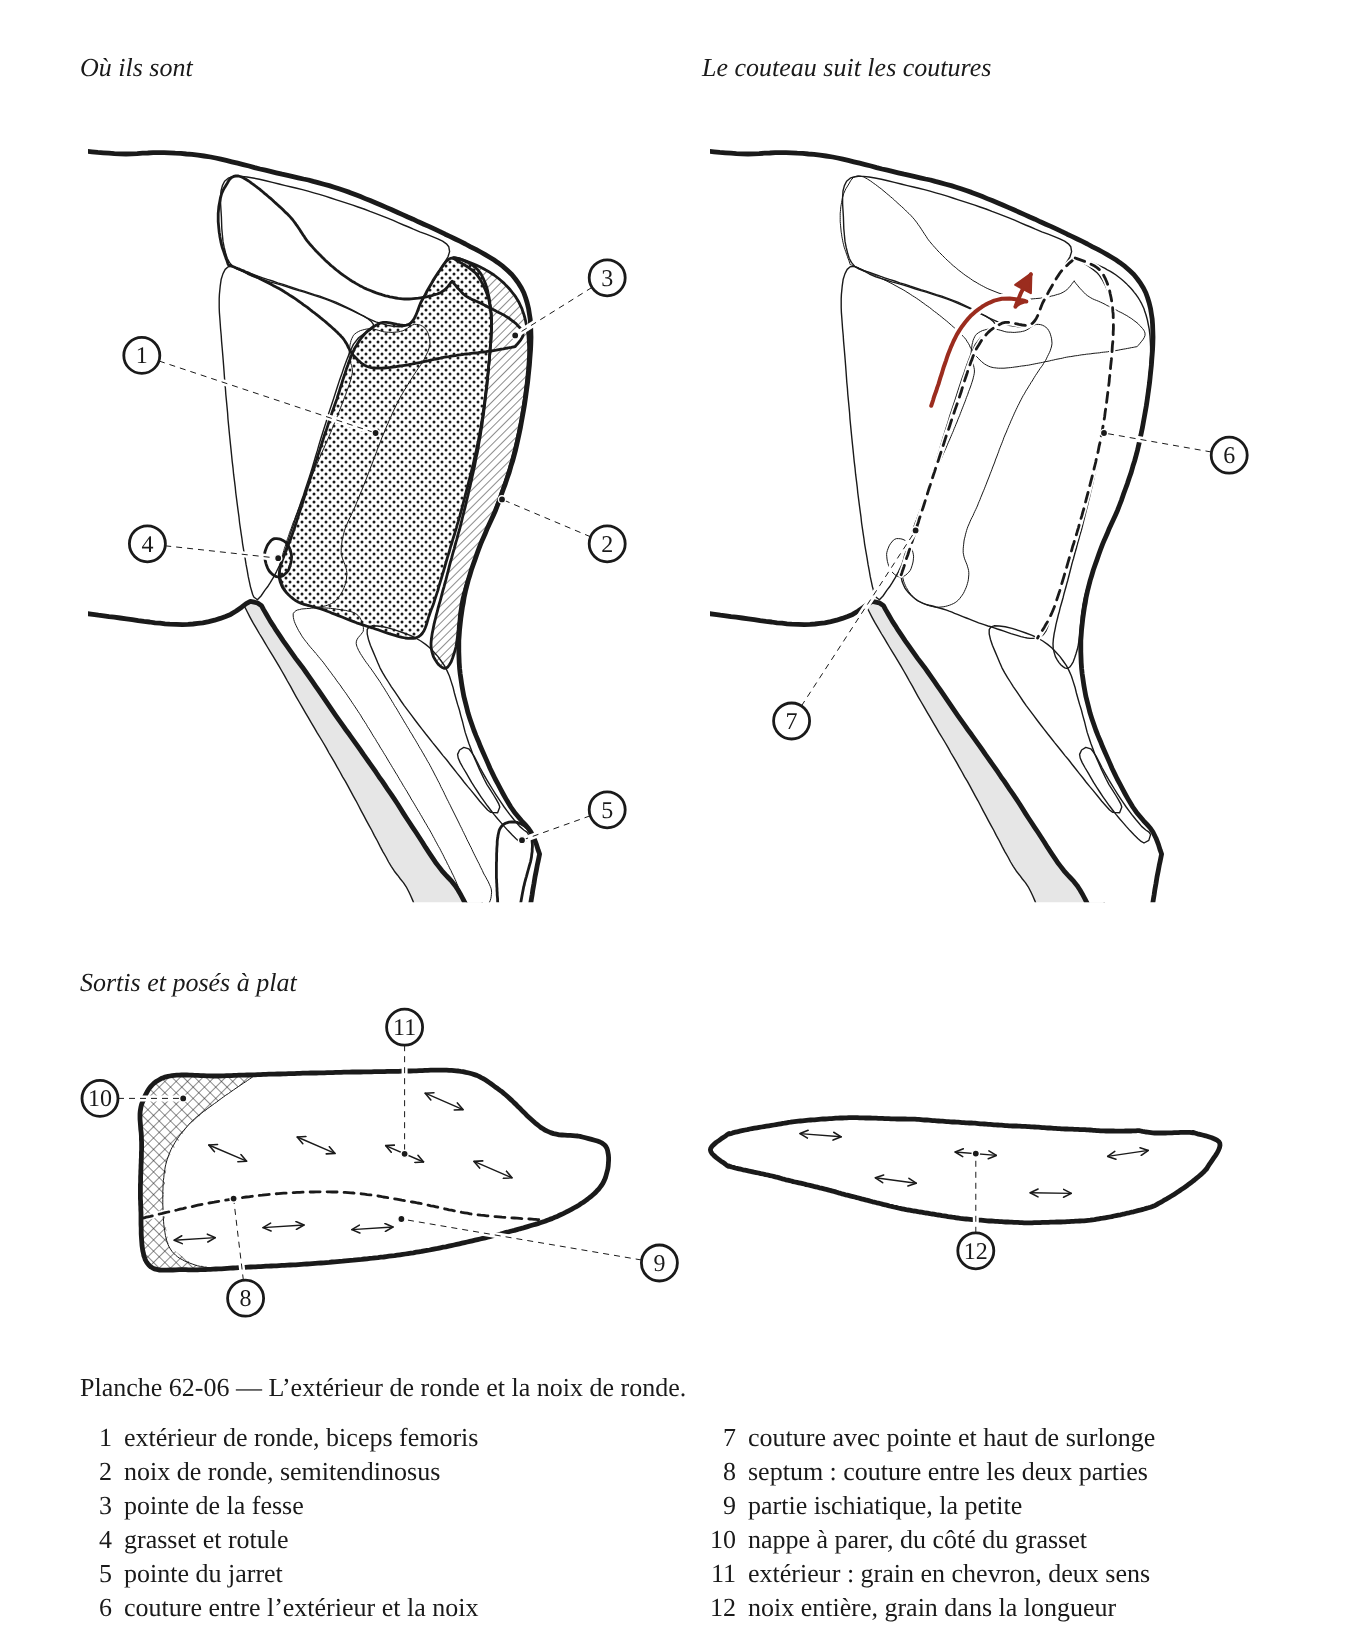 Où ils sont
Le couteau suit les coutures
3
1
6
4
2
7
5
Sortis et posés à plat
11
10
12
9
8
Planche 62-06 — L’extérieur de ronde et la noix de ronde.
1 extérieur de ronde, biceps femoris
2 noix de ronde, semitendinosus
3 pointe de la fesse
4 grasset et rotule
5 pointe du jarret
6 couture entre l’extérieur et la noix
7 couture avec pointe et haut de surlonge
8 septum : couture entre les deux parties
9 partie ischiatique, la petite
10 nappe à parer, du côté du grasset
11 extérieur : grain en chevron, deux sens
12 noix entière, grain dans la longueur